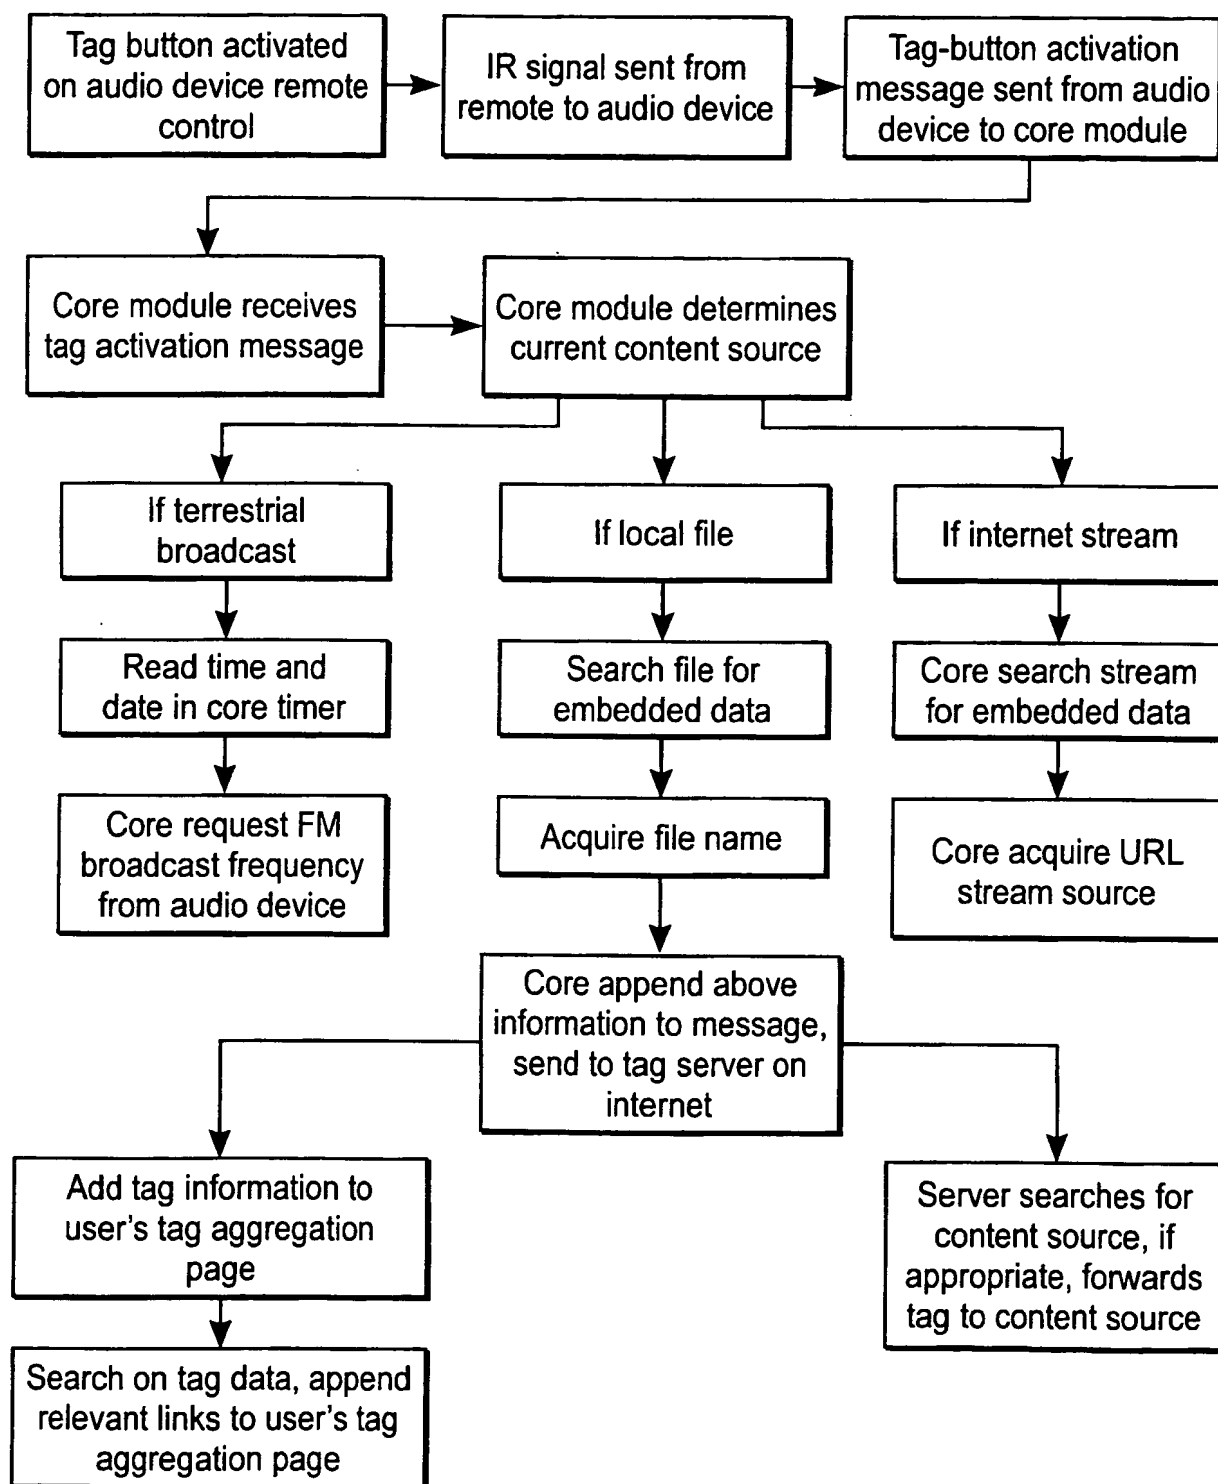 Tag button activated
on audio device remote
control
IR signal sent from
remote to audio device
Tag-button activation
message sent from audio
device to core module
Core module receives
tag activation message
Core module determines
current content source
If terrestrial
broadcast
If local file
If internet stream
Read time and
date in core timer
Search file for
embedded data
Core search stream
for embedded data
Core request FM
broadcast frequency
from audio device
Acquire file name
Core acquire URL
stream source
Core append above
information to message,
send to tag server on
internet
Add tag information to
user's tag aggregation
page
Server searches for
content source, if
appropriate, forwards
tag to content source
Search on tag data, append
relevant links to user's tag
aggregation page